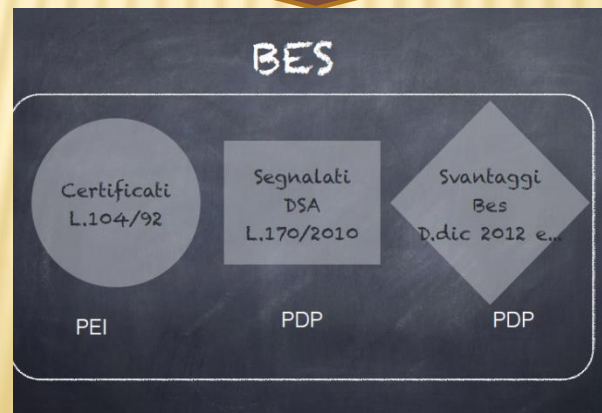 BES
Certificati
L.104/92
Segnalati
DSA
L.170/2010
Svantaggi
Bes
D.dic 2012 e...
PEI
PDP
PDP